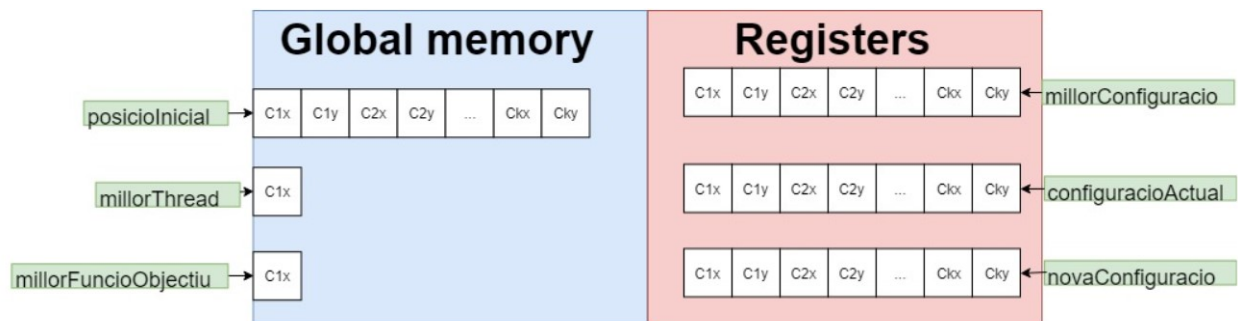 Global memory
Registers
posicioInicial
C1x C1y C2x C2y ... Ckx Cky
C1x C1y C2x C2y ... Ckx Cky
millorConfiguracio
millorThread
C1x
C1x C1y C2x C2y ... Ckx Cky
configuracioActual
millorFuncioObjectiu
C1x
C1x C1y C2x C2y ... Ckx Cky
novaConfiguracio